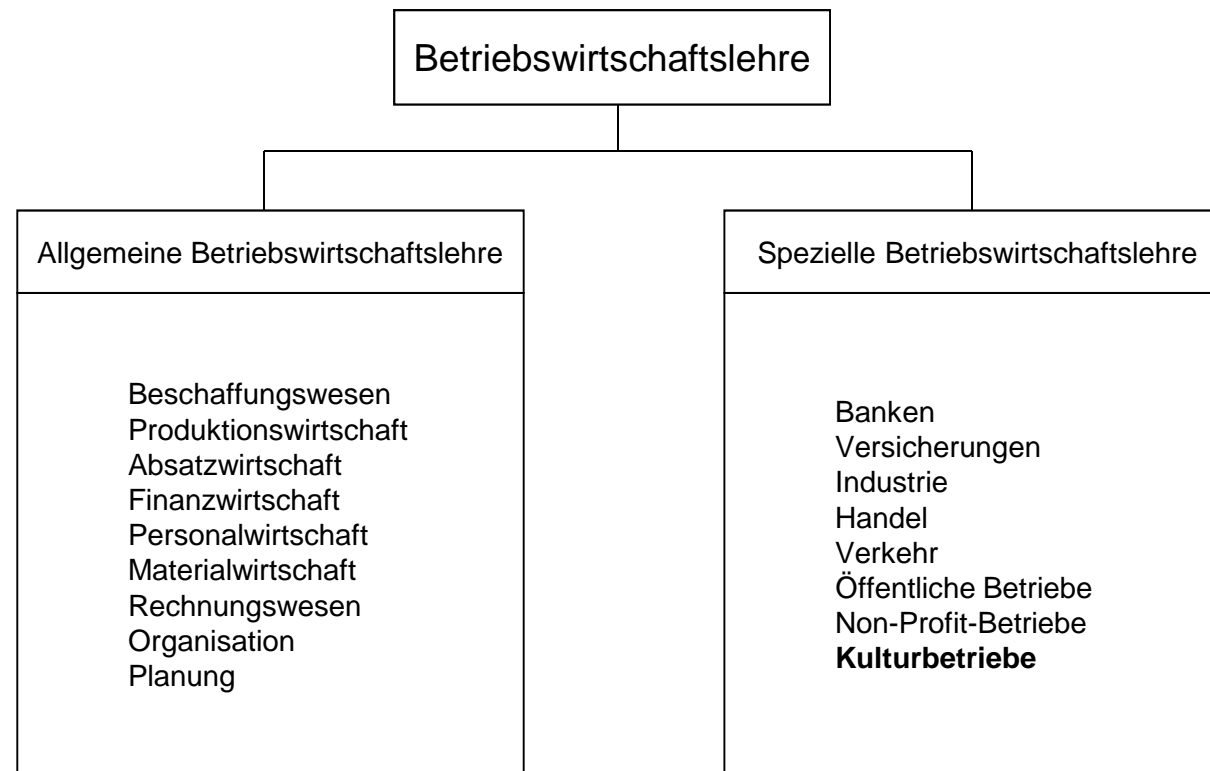 Betriebswirtschaftslehre
Allgemeine Betriebswirtschaftslehre
Beschaffungswesen
Produktionswirtschaft
Absatzwirtschaft
Finanzwirtschaft
Personalwirtschaft
Materialwirtschaft
Rechnungswesen
Organisation
Planung
Spezielle Betriebswirtschaftslehre
Banken
Versicherungen
Industrie
Handel
Verkehr
Öffentliche Betriebe
Non-Profit-Betriebe
Kulturbetriebe